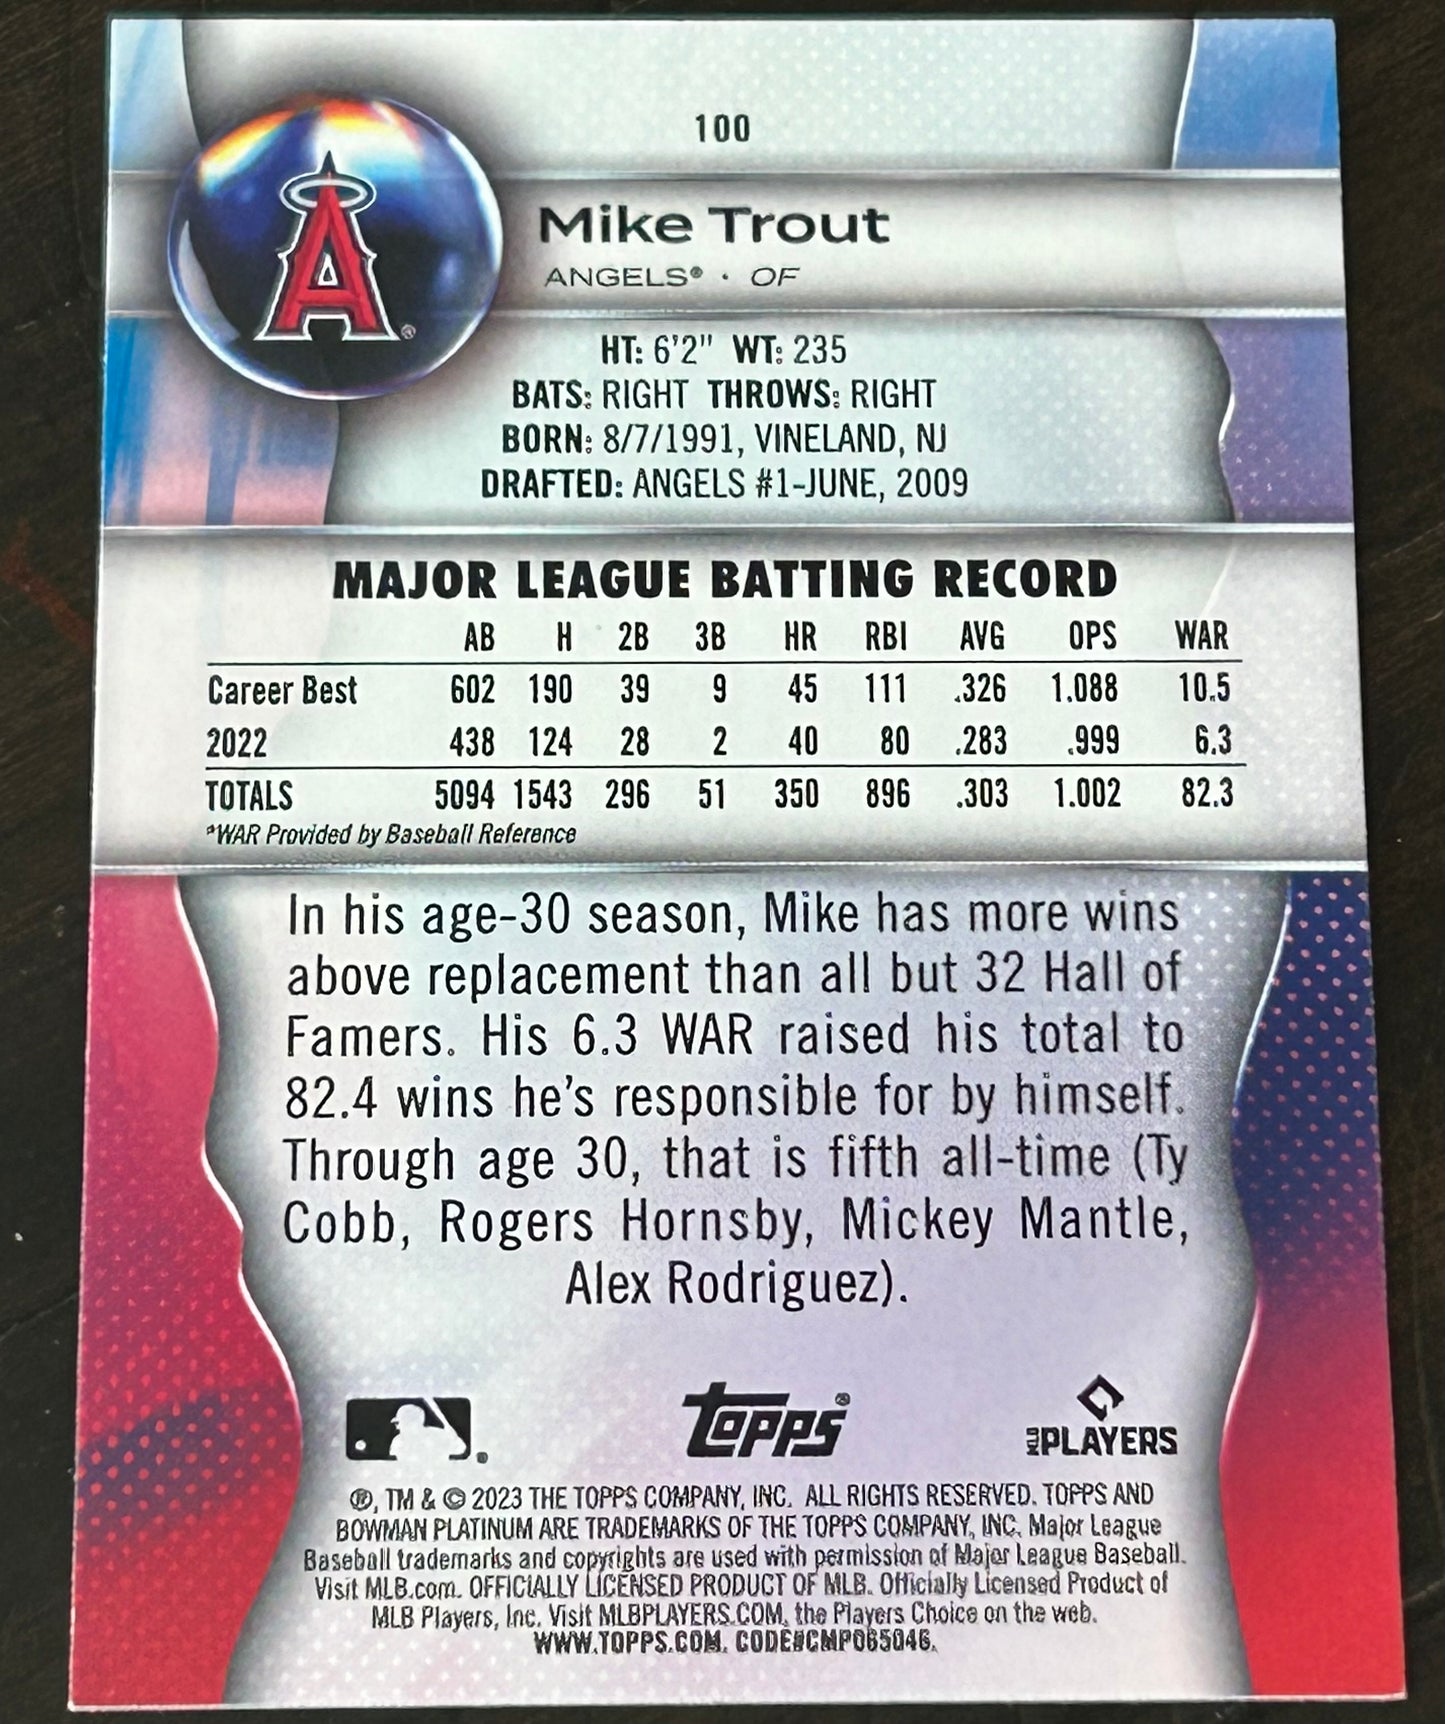 100
A ®
Mike Trout
ANGELS® · OF
HT: 6'2" WT: 235
BATS: RIGHT THROWS: RIGHT
BORN: 8/7/1991, VINELAND, NJ
DRAFTED: ANGELS #1-JUNE, 2009
MAJOR LEAGUE BATTING RECORD
AB H 2B 3B HR RBI AVG OPS WAR
Career Best 602 190 39 9 45 111 .326 1.088 10.5
2022 438 124 28 2 40 80 .283 .999 6.3
TOTALS 5094 1543 296 51 350 896 .303 1.002 82.3
*WAR Provided by Baseball Reference
In his age-30 season, Mike has more wins
above replacement than all but 32 Hall of
Famers. His 6.3 WAR raised his total to
82.4 wins he's responsible for by himself.
Through age 30, that is fifth all-time (Ty
Cobb, Rogers Hornsby, Mickey Mantle,
Alex Rodriguez).
® Topps® MLB PLAYERS
®, TM & © 2023 THE TOPPS COMPANY, INC. ALL RIGHTS RESERVED. TOPPS AND
BOWMAN PLATINUM ARE TRADEMARKS OF THE TOPPS COMPANY, INC. Major League
Baseball trademarks and copyrights are used with permission of Major League Baseball.
Visit MLB.com. OFFICIALLY LICENSED PRODUCT OF MLB. Officially Licensed Product of
MLB Players, Inc. Visit MLBPLAYERS.COM, the Players Choice on the web.
WWW.TOPPS.COM. CODE#CMP065046.